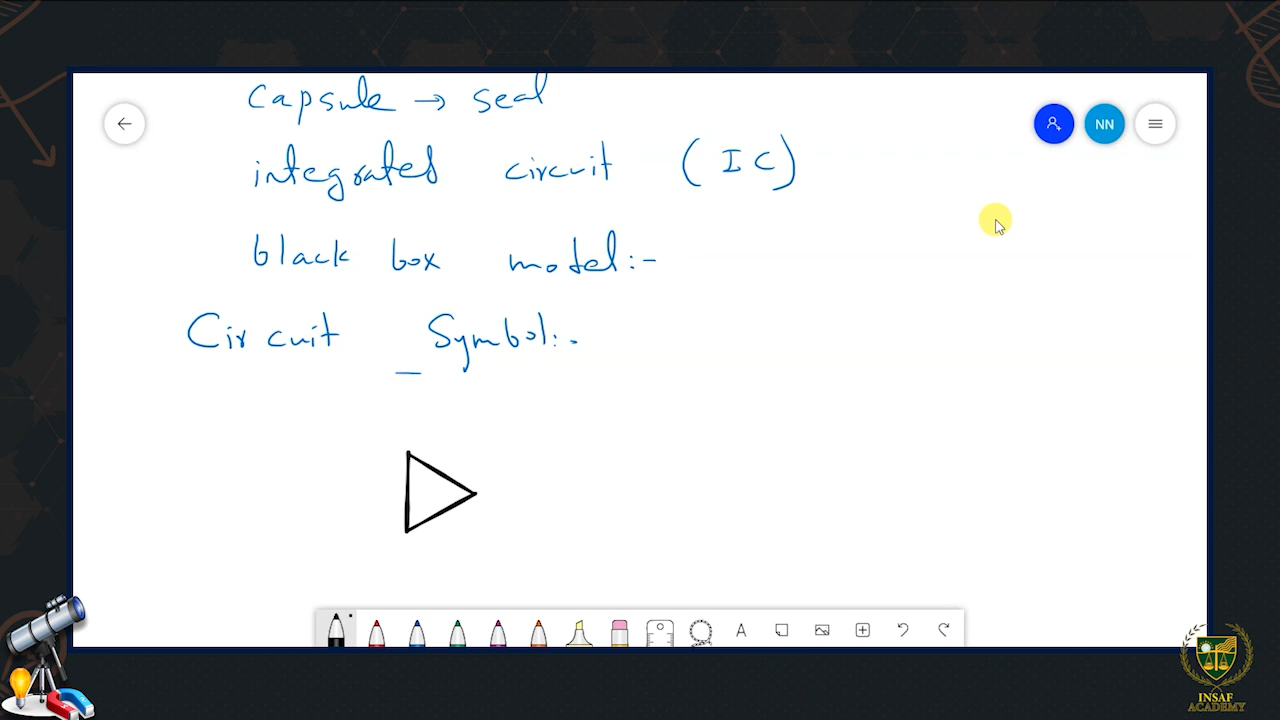 Capsule → seal
integrated circuit (IC)
NN
black box model:-
Circuit Symbol:-
A
INSAF
ACADEMY